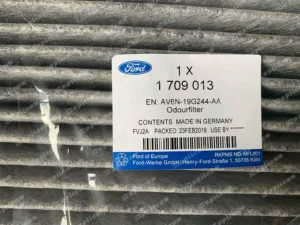 Ford
1 X
1 709 013
EN: AV6N-19G244-AA
Odourfilter
CONTENTS MADE IN GERMANY
FVJ2A PACKED 23FEB2019 USE BY:
Ford of Europe
Ford-Werke GmbH/Henry-Ford-Straße 1, 50735 Köln